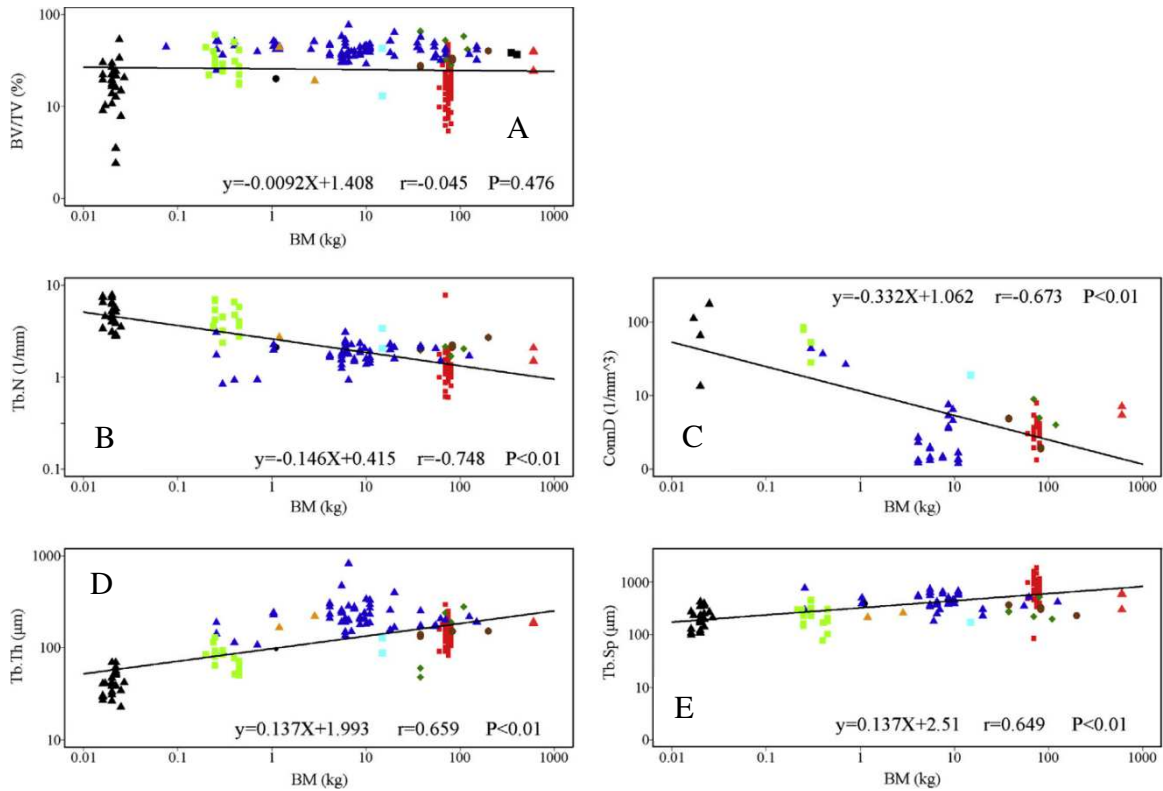 100
10
0
BV/TV (%)
A
y=-0.0092X+1.408 r=-0.045 P=0.476
0.01 0.1 1 10 100 1000
BM (kg)
10
1
0.1
Tb.N (1/mm)
B
y=-0.146X+0.415 r=-0.748 P<0.01
0.01 0.1 1 10 100 1000
BM (kg)
y=-0.332X+1.062 r=-0.673 P<0.01
100
10
0
ConnD (1/mm^3)
C
0.01 0.1 1 10 100 1000
BM (kg)
D
1000
100
10
Tb.Th (µm)
y=0.137X+1.993 r=0.659 P<0.01
0.01 0.1 1 10 100 1000
BM (kg)
1000
100
10
0
Tb.Sp (µm)
E
y=0.137X+2.51 r=0.649 P<0.01
0.01 0.1 1 10 100 1000
BM (kg)